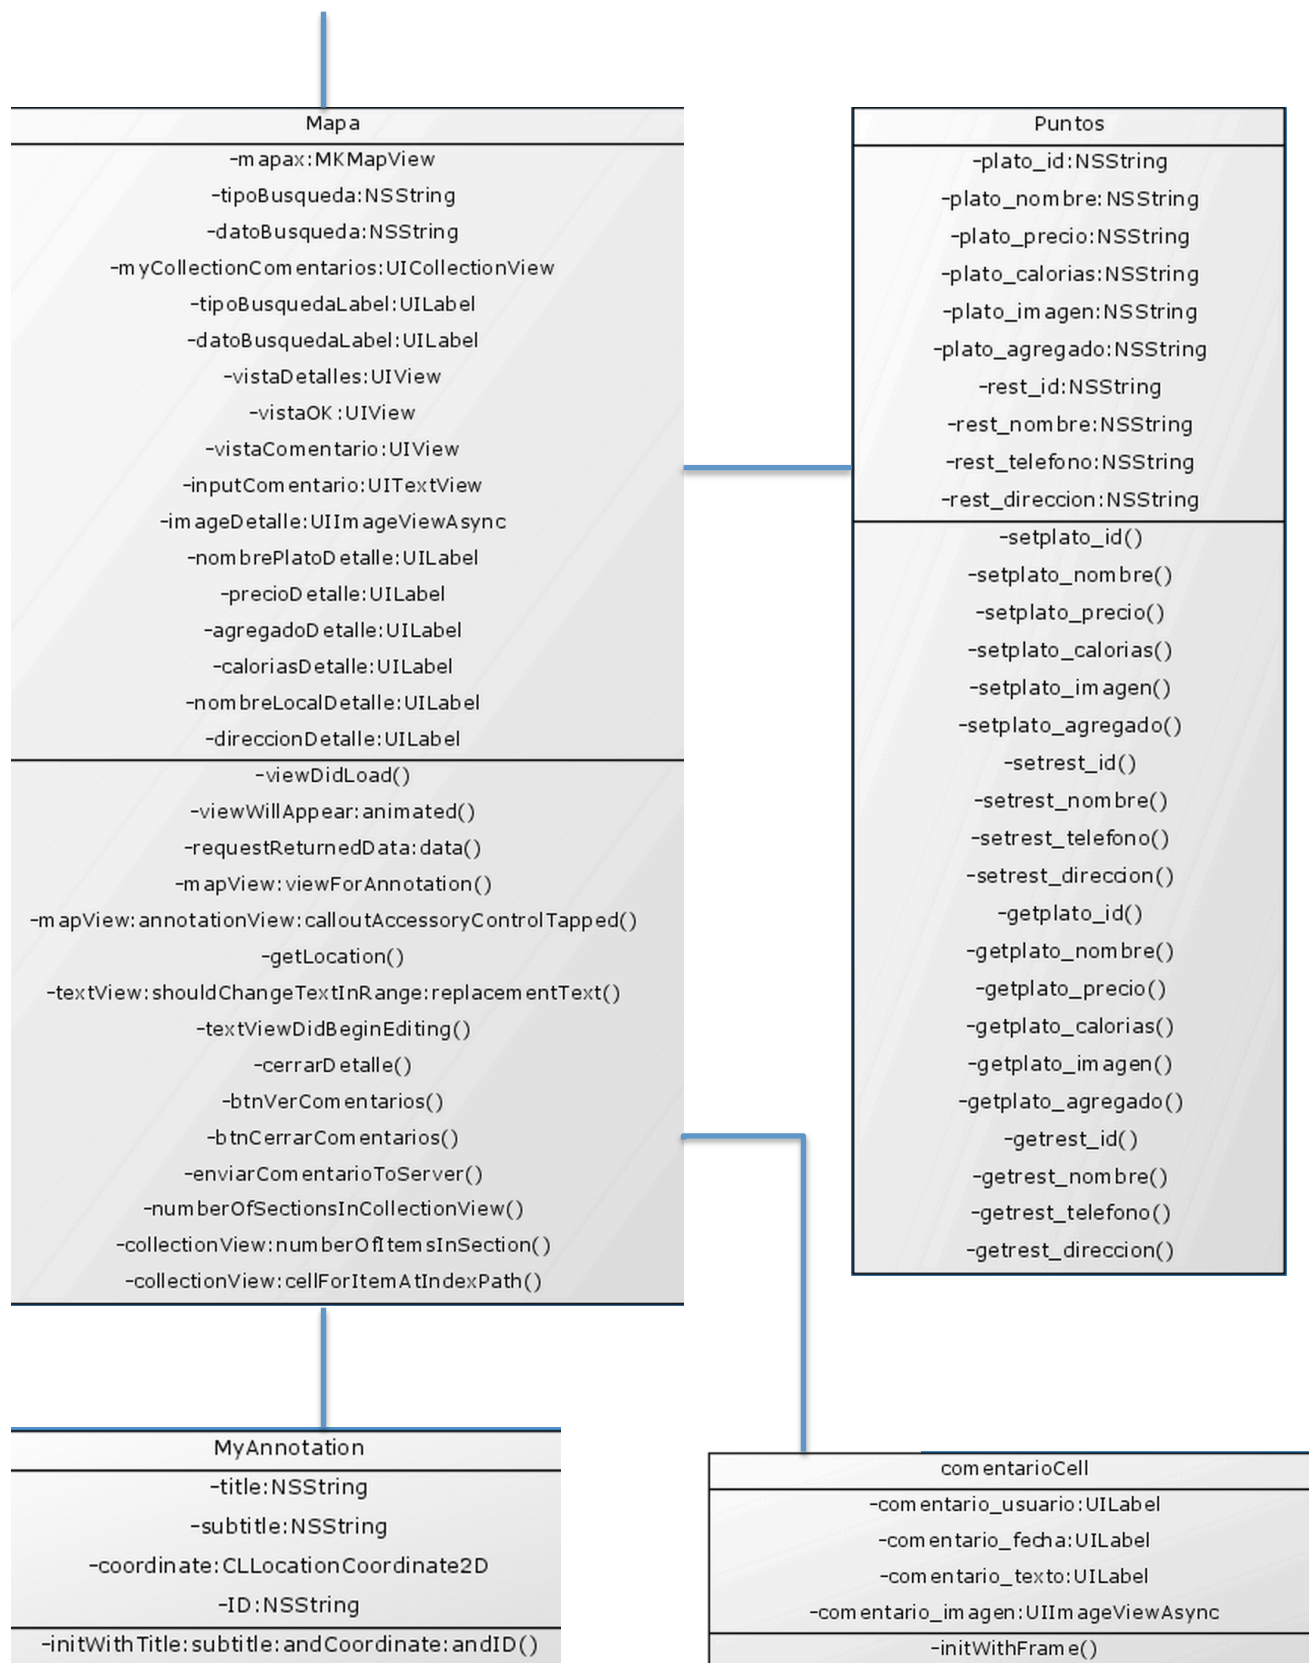 Mapa
-mapax:MKMapView
-tipoBusqueda:NSString
-datoBusqueda:NSString
-myCollectionComentarios:UICollectionView
-tipoBusquedaLabel:UILabel
-datoBusquedaLabel:UILabel
-vistaDetalles:UIView
-vistaOK:UIView
-vistaComentario:UIView
-inputComentario:UITextView
-imageDetalle:UIImageViewAsync
-nombrePlatoDetalle:UILabel
-precioDetalle:UILabel
-agregadoDetalle:UILabel
-caloriasDetalle:UILabel
-nombreLocalDetalle:UILabel
-direccionDetalle:UILabel
-viewDidLoad()
-viewWillAppear:animated()
-requestReturnedData:data()
-mapView:viewForAnnotation()
-mapView:annotationView:calloutAccessoryControlTapped()
-getLocation()
-textView:shouldChangeTextInRange:replacementText()
-textViewDidBeginEditing()
-cerrarDetalle()
-btnVerComentarios()
-btnCerrarComentarios()
-enviarComentarioToServer()
-numberOfSectionsInCollectionView()
-collectionView:numberOfItemsInSection()
-collectionView:cellForItemAtIndexPath()
Puntos
-plato_id:NSString
-plato_nombre:NSString
-plato_precio:NSString
-plato_calorias:NSString
-plato_imagen:NSString
-plato_agregado:NSString
-rest_id:NSString
-rest_nombre:NSString
-rest_telefono:NSString
-rest_direccion:NSString
-setplato_id()
-setplato_nombre()
-setplato_precio()
-setplato_calorias()
-setplato_imagen()
-setplato_agregado()
-setrest_id()
-setrest_nombre()
-setrest_telefono()
-setrest_direccion()
-getplato_id()
-getplato_nombre()
-getplato_precio()
-getplato_calorias()
-getplato_imagen()
-getplato_agregado()
-getrest_id()
-getrest_nombre()
-getrest_telefono()
-getrest_direccion()
MyAnnotation
-title:NSString
-subtitle:NSString
-coordinate:CLLocationCoordinate2D
-ID:NSString
-initWithTitle:subtitle:andCoordinate:andID()
comentarioCell
-comentario_usuario:UILabel
-comentario_fecha:UILabel
-comentario_texto:UILabel
-comentario_imagen:UIImageViewAsync
-initWithFrame()